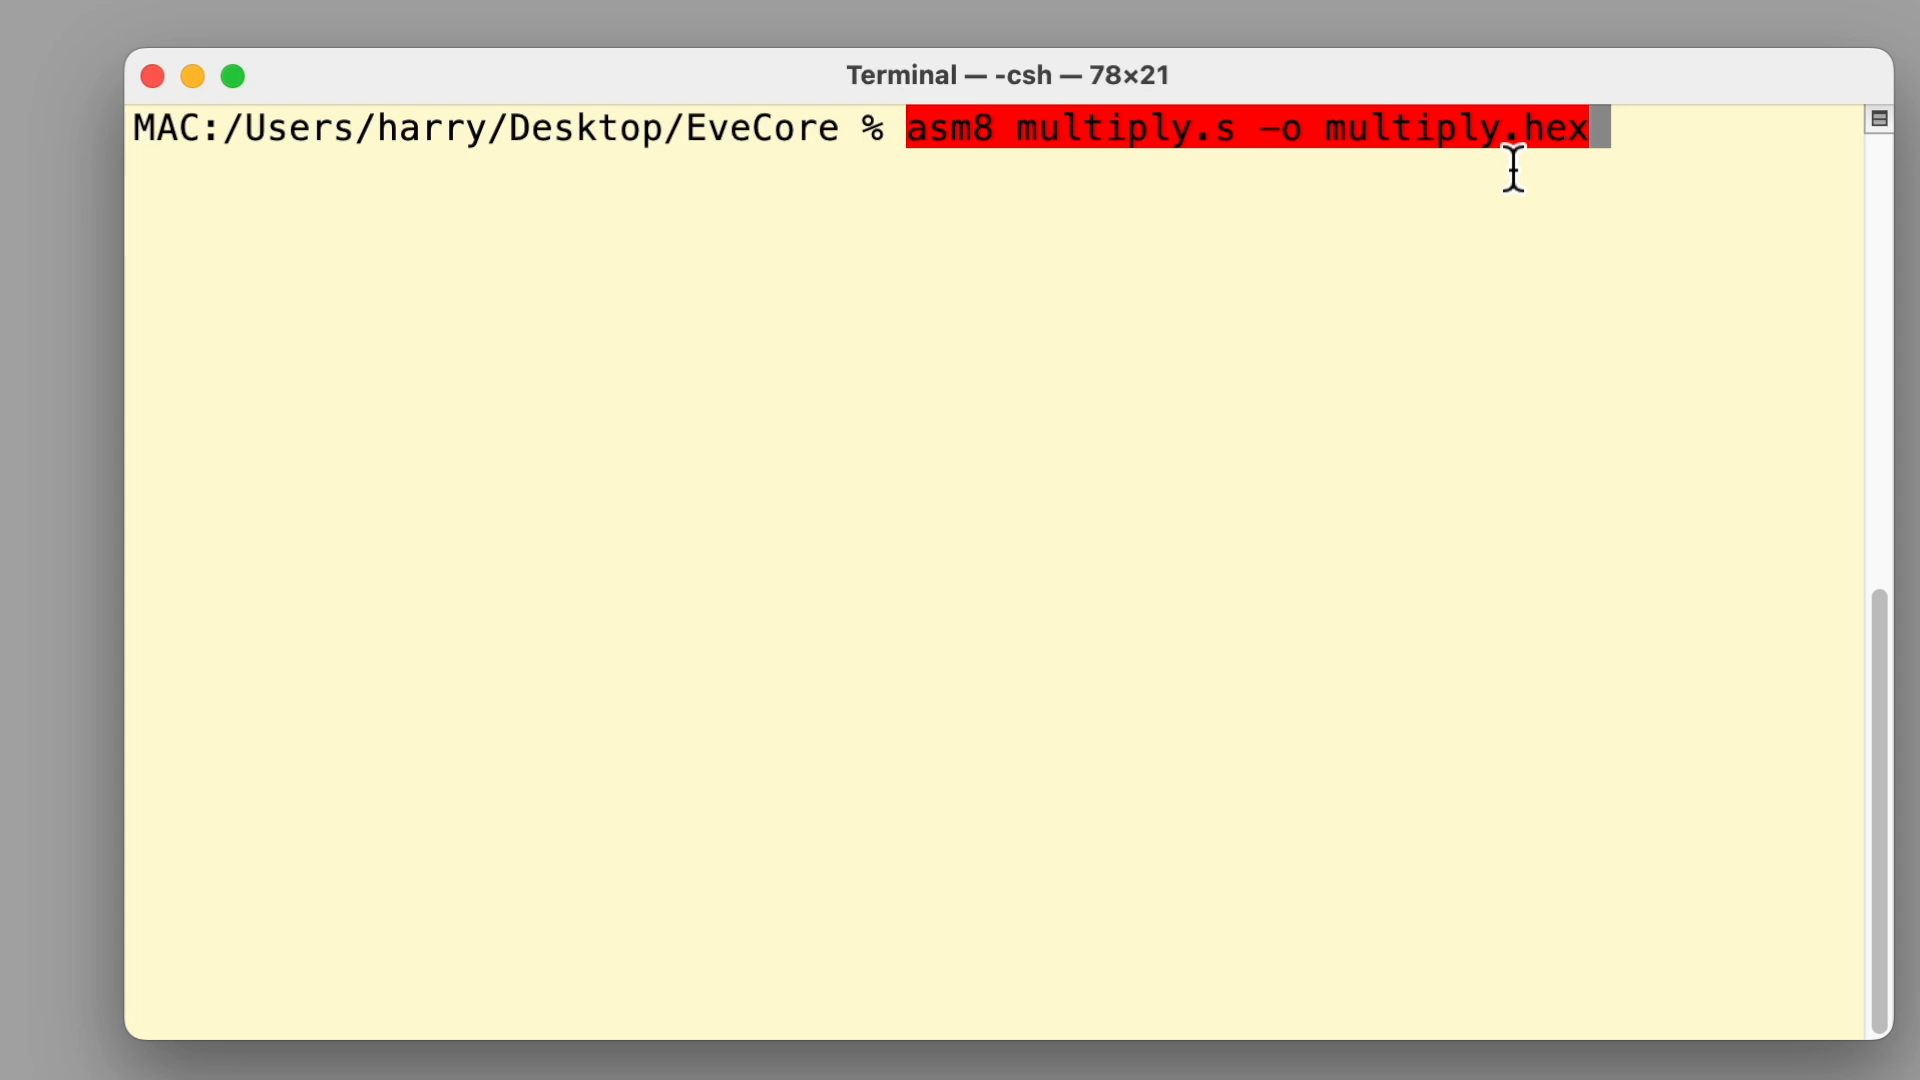 Terminal — -csh — 78×21
MAC:/Users/harry/Desktop/EveCore % asm8 multiply.s -o multiply.hex